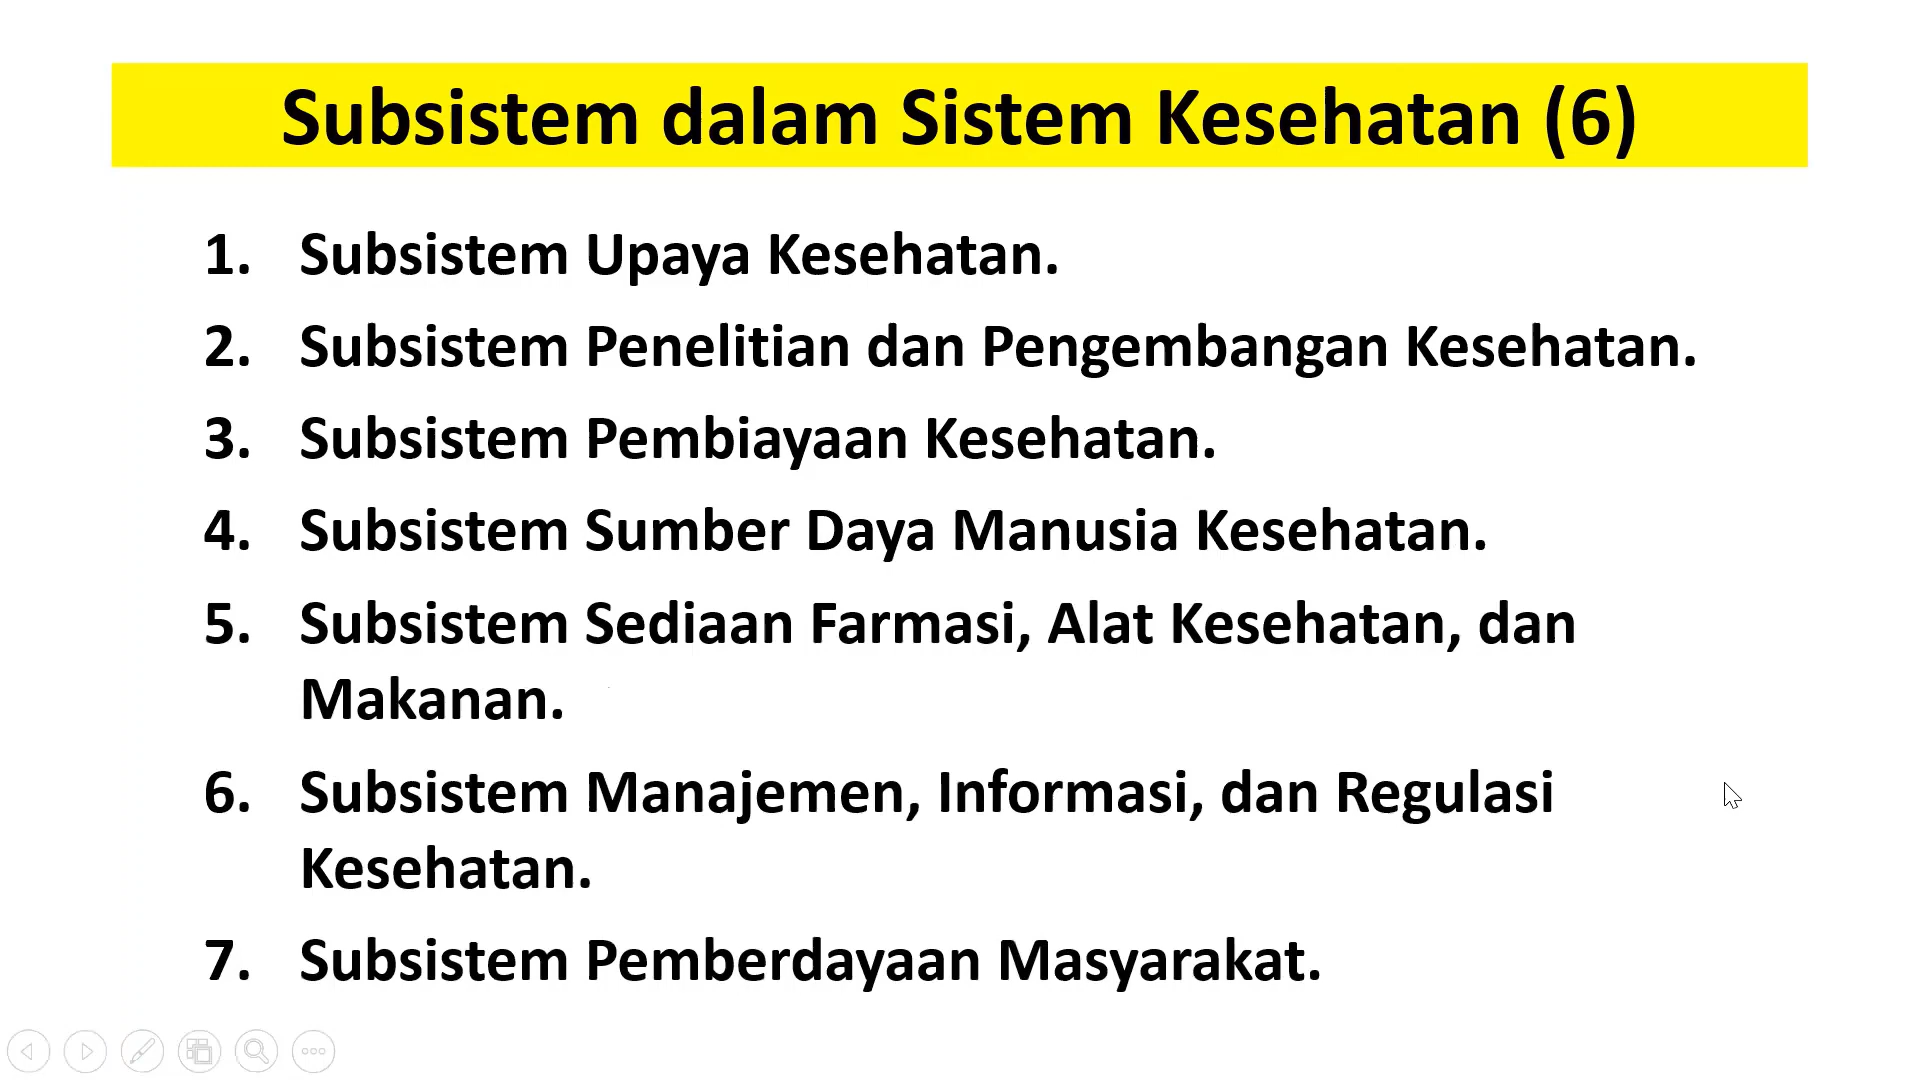 Subsistem dalam Sistem Kesehatan (6)
1. Subsistem Upaya Kesehatan.
2. Subsistem Penelitian dan Pengembangan Kesehatan.
3. Subsistem Pembiayaan Kesehatan.
4. Subsistem Sumber Daya Manusia Kesehatan.
5. Subsistem Sediaan Farmasi, Alat Kesehatan, dan
Makanan.
6. Subsistem Manajemen, Informasi, dan Regulasi
Kesehatan.
7. Subsistem Pemberdayaan Masyarakat.